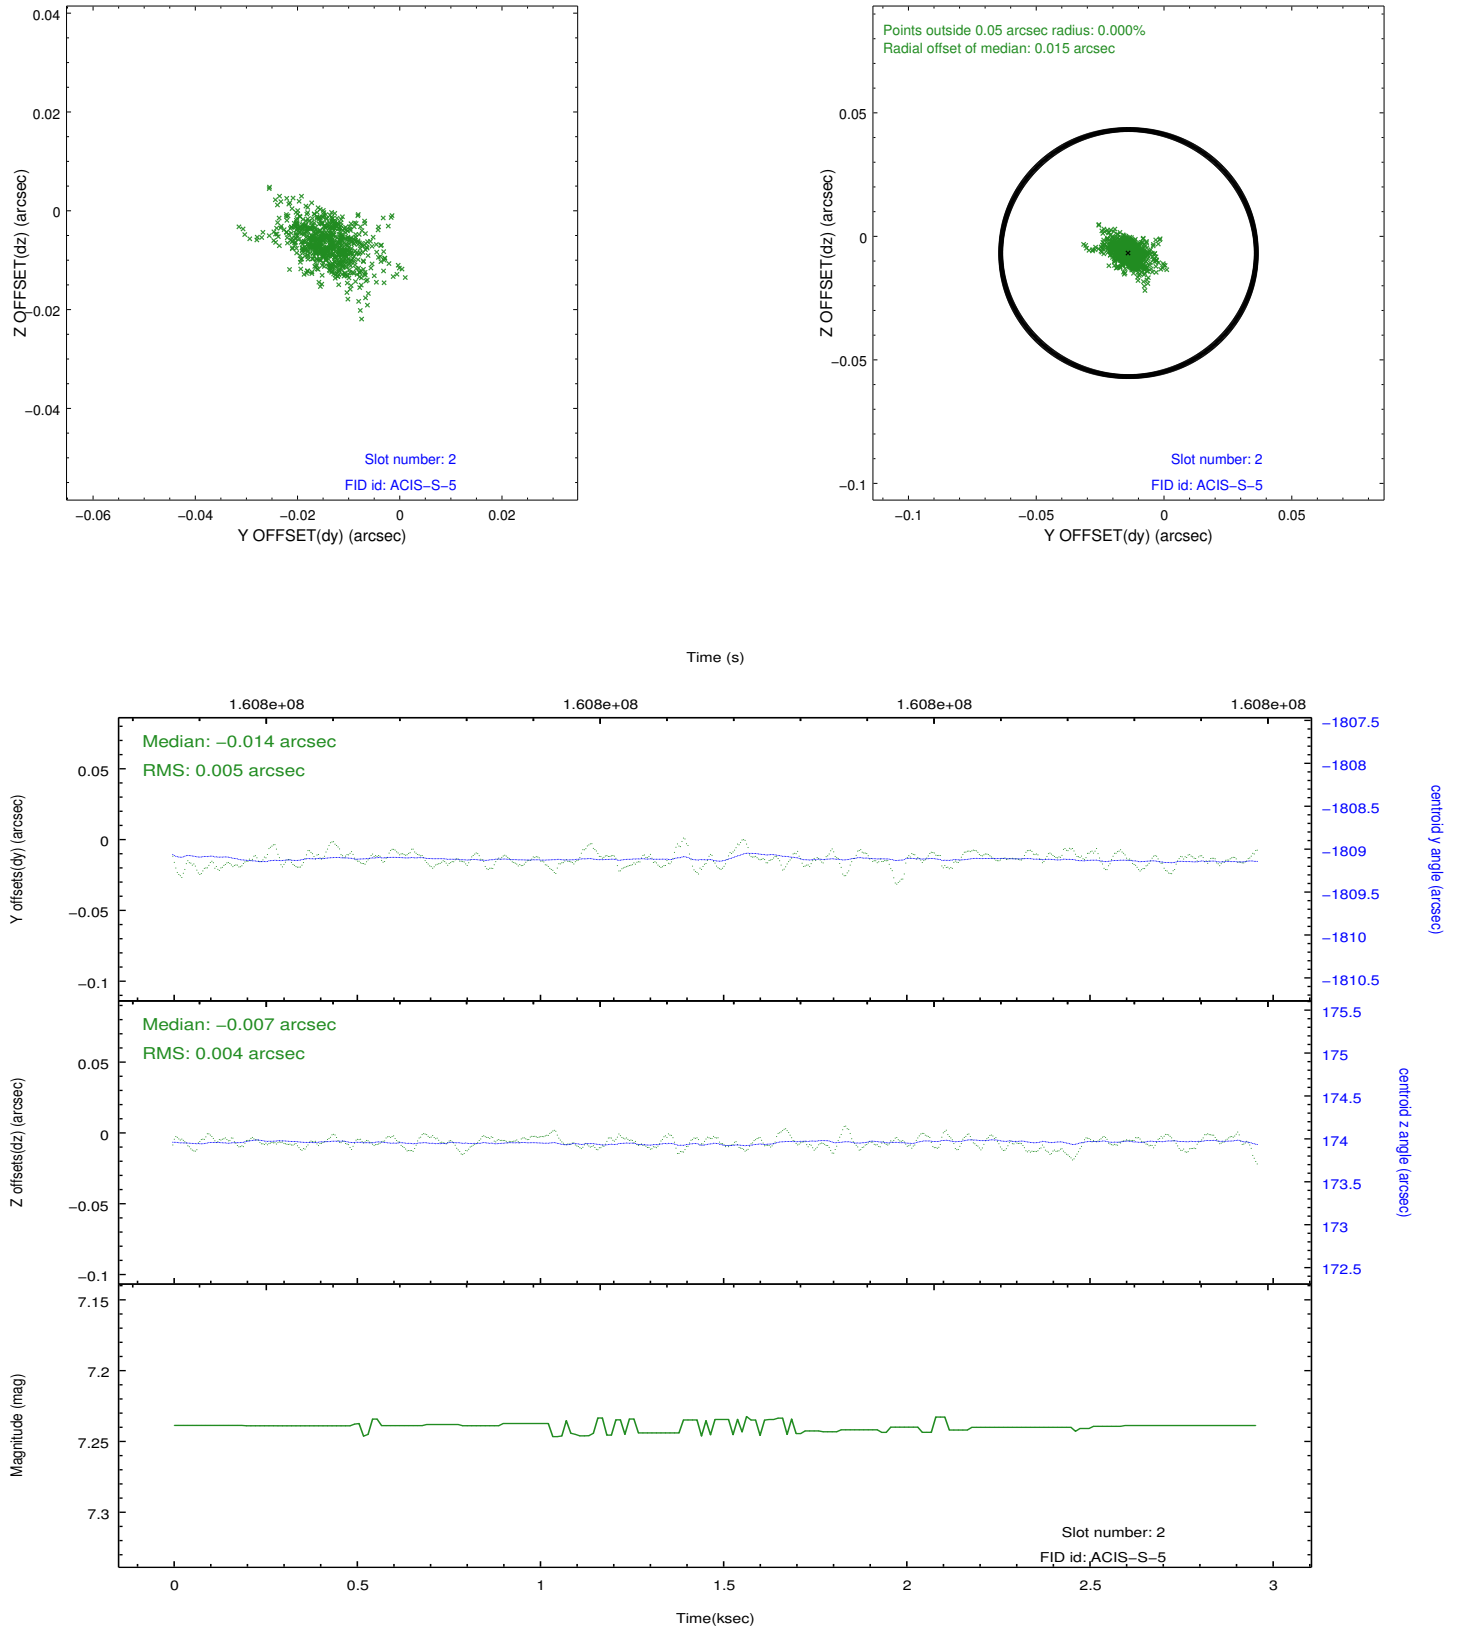 0.04
0.02
0
−0.02
−0.04
Z OFFSET(dz) (arcsec)
Slot number: 2
FID id: ACIS−S−5
−0.06
−0.04
−0.02
0
0.02
Y OFFSET(dy) (arcsec)
Points outside 0.05 arcsec radius: 0.000%
Radial offset of median: 0.015 arcsec
0.05
0
−0.05
−0.1
Z OFFSET(dz) (arcsec)
Slot number: 2
FID id: ACIS−S−5
−0.1
−0.05
0
0.05
Y OFFSET(dy) (arcsec)
Time (s)
1.608e+08
1.608e+08
1.608e+08
1.608e+08
Median: −0.014 arcsec
RMS: 0.005 arcsec
0.05
0
−0.05
−0.1
Y offsets(dy) (arcsec)
−1807.5
−1808
−1808.5
−1809
−1809.5
−1810
−1810.5
centroid y angle (arcsec)
Median: −0.007 arcsec
RMS: 0.004 arcsec
0.05
0
−0.05
−0.1
Z offsets(dz) (arcsec)
175.5
175
174.5
174
173.5
173
172.5
centroid z angle (arcsec)
7.15
7.2
7.25
7.3
Magnitude (mag)
Slot number: 2
FID id: ACIS−S−5
0
0.5
1
1.5
2
2.5
3
Time(ksec)